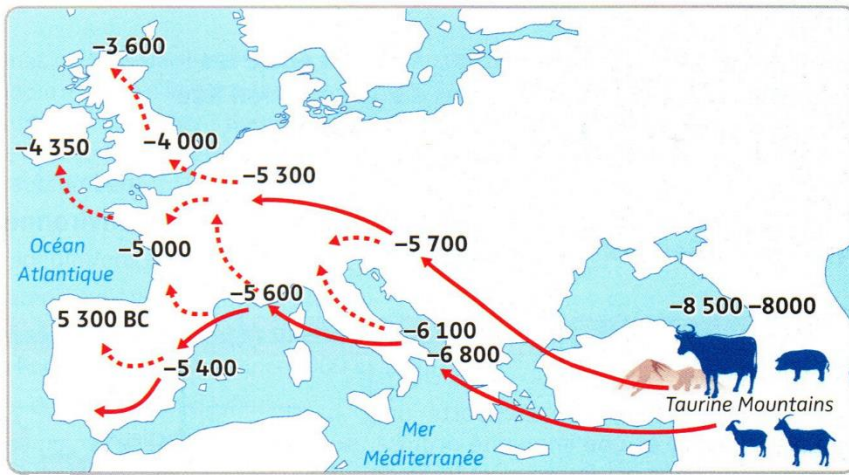 –3 600
–4 350
–4 000
–5 300
Océan
Atlantique
–5 000
–5 700
–5 600
5 300 BC
–5 400
–6 100
–6 800
–8 500 –8000
Taurine Mountains
Mer
Méditerranée